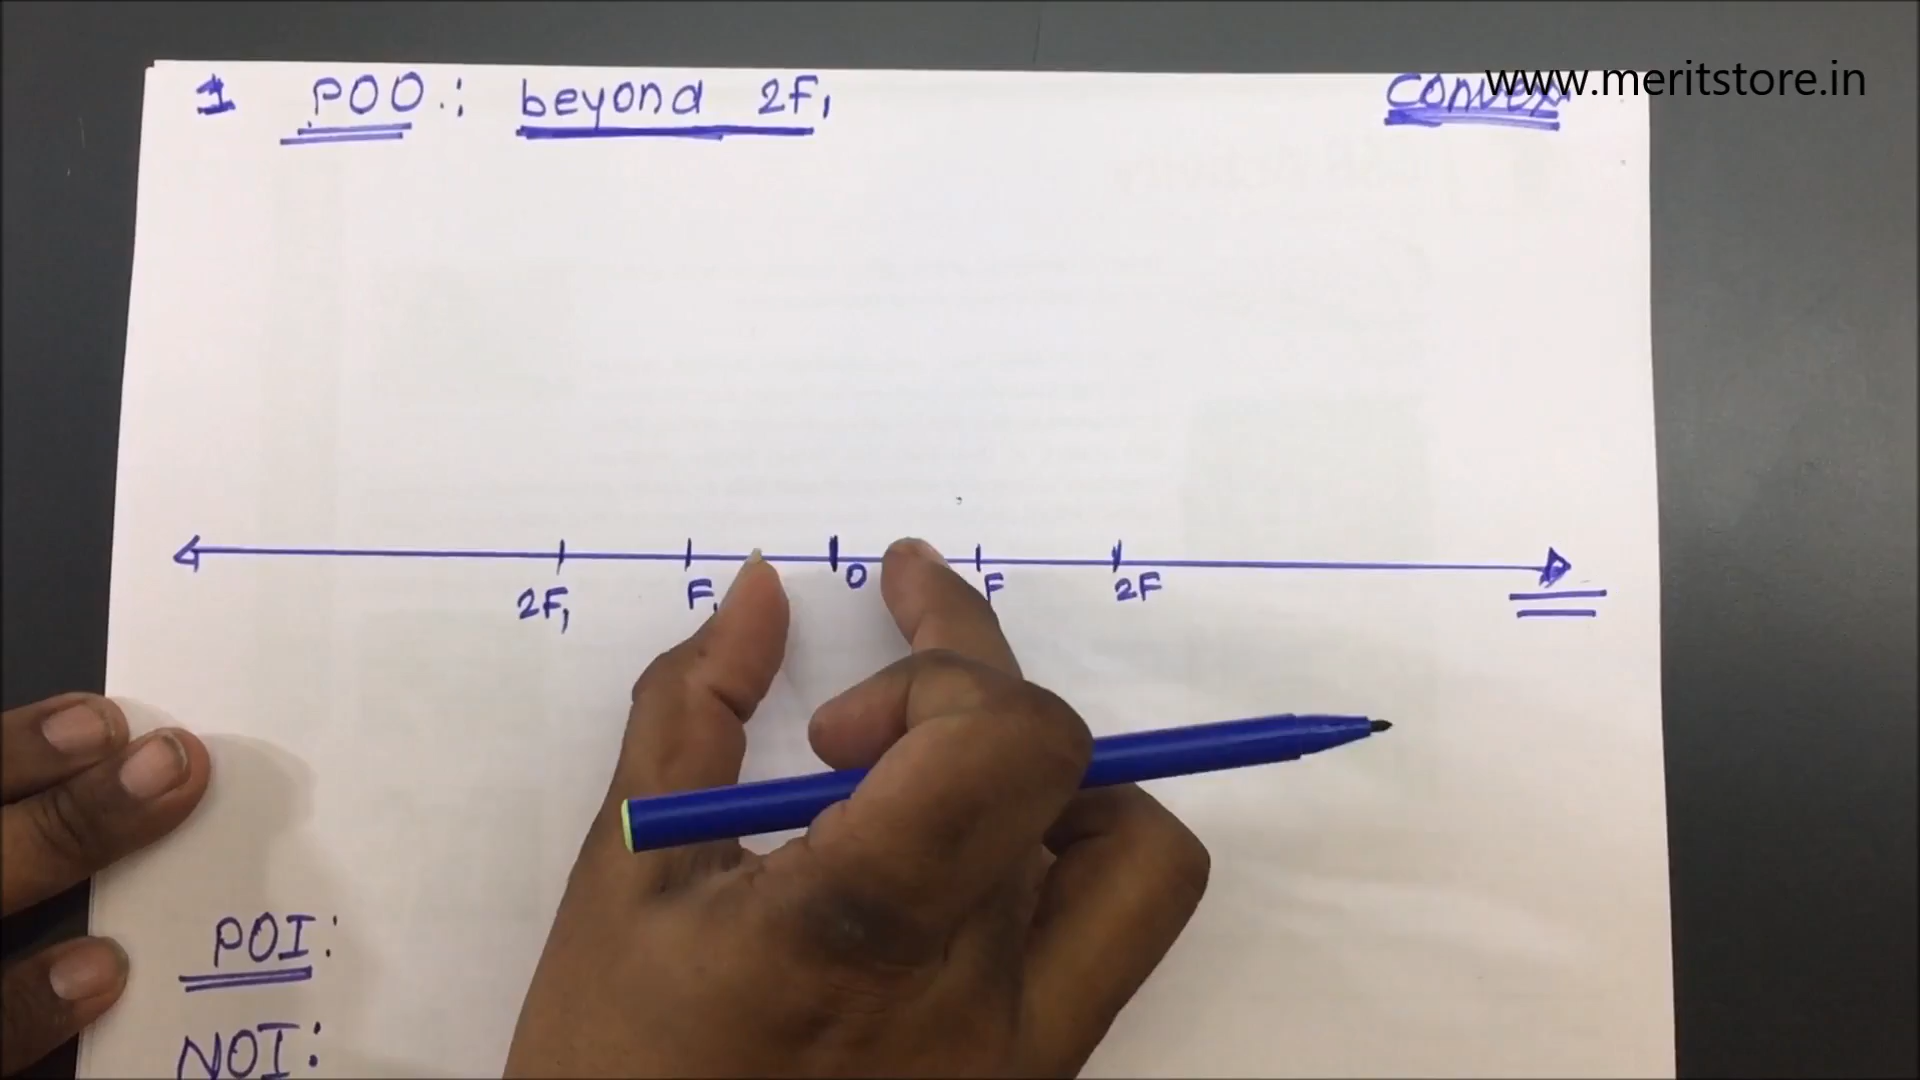 1 POO.: beyond 2F₁ Convex
www.meritstore.in
2F₁ F₁ O F 2F
POI:
NOI: